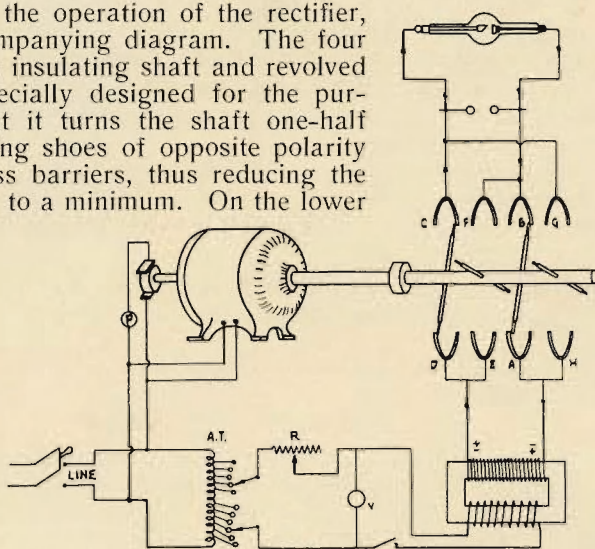 the operation of the rectifier,
mpanying diagram. The four
insulating shaft and revolved
ecially designed for the pur-
t it turns the shaft one-half
ng shoes of opposite polarity
ss barriers, thus reducing the
to a minimum. On the lower
C F B G
D E A H
P
A.T.
R
LINE
V
± ∓